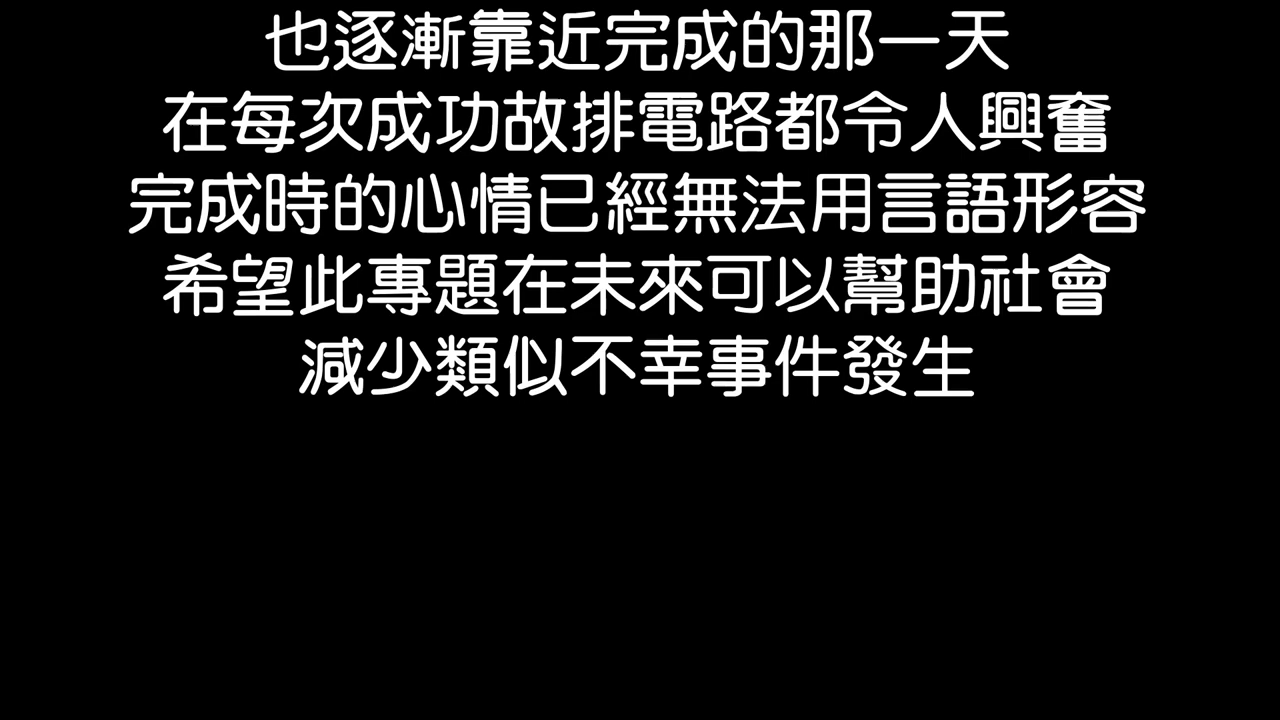 也逐漸靠近完成的那一天
在每次成功故排電路都令人興奮
完成時的心情已經無法用言語形容
希望此專題在未來可以幫助社會
減少類似不幸事件發生